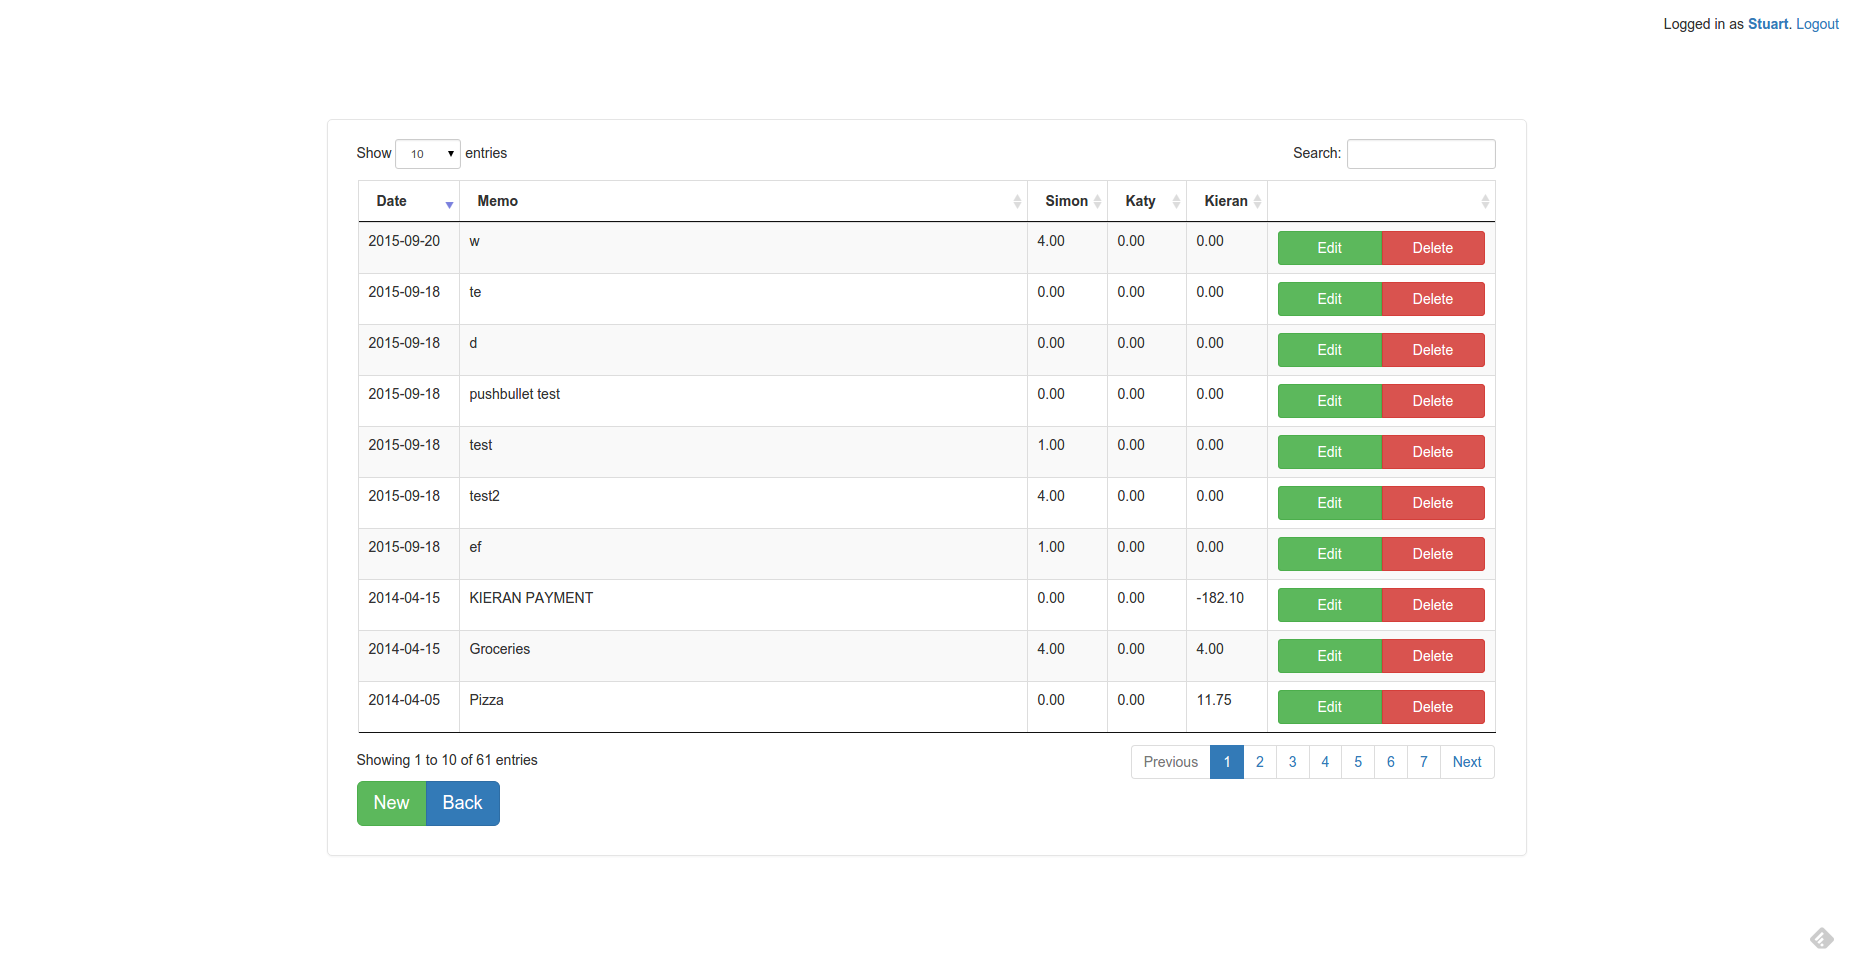 Logged in as Stuart. Logout
Show 10 entries Search:
Date Memo Simon Katy Kieran
2015-09-20 w 4.00 0.00 0.00 Edit Delete
2015-09-18 te 0.00 0.00 0.00 Edit Delete
2015-09-18 d 0.00 0.00 0.00 Edit Delete
2015-09-18 pushbullet test 0.00 0.00 0.00 Edit Delete
2015-09-18 test 1.00 0.00 0.00 Edit Delete
2015-09-18 test2 4.00 0.00 0.00 Edit Delete
2015-09-18 ef 1.00 0.00 0.00 Edit Delete
2014-04-15 KIERAN PAYMENT 0.00 0.00 -182.10 Edit Delete
2014-04-15 Groceries 4.00 0.00 4.00 Edit Delete
2014-04-05 Pizza 0.00 0.00 11.75 Edit Delete
Showing 1 to 10 of 61 entries Previous 1 2 3 4 5 6 7 Next
New Back